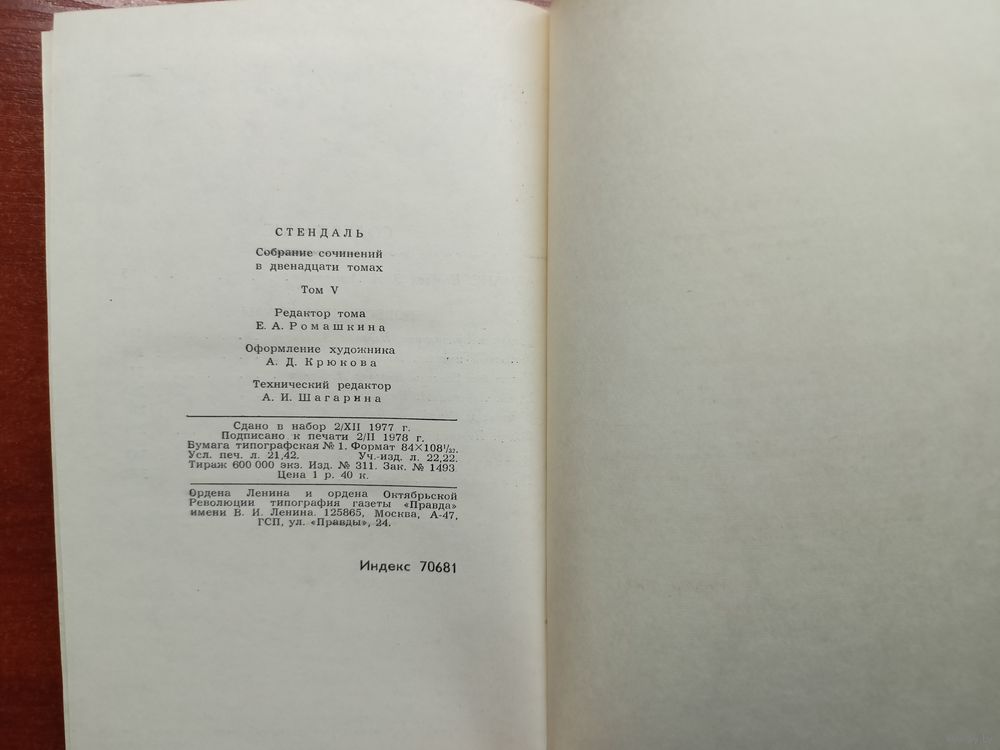 СТЕНДАЛЬ
Собрание сочинений
в двенадцати томах
Том V
Редактор тома
Е. А. Ромашкина
Оформление художника
А. Д. Крюкова
Технический редактор
А. И. Шагарина
Сдано в набор 2/XII 1977 г.
Подписано к печати 2/II 1978 г.
Бумага типографская № 1. Формат 84×108¹/₃₂.
Усл. печ. л. 21,42. Уч.-изд. л. 22,22.
Тираж 600 000 экз. Изд. № 311. Зак. № 1493.
Цена 1 р. 40 к.
Ордена Ленина и ордена Октябрьской
Революции типография газеты «Правда»
имени В. И. Ленина. 125865, Москва, А-47,
ГСП, ул. «Правды», 24.
Индекс 70681